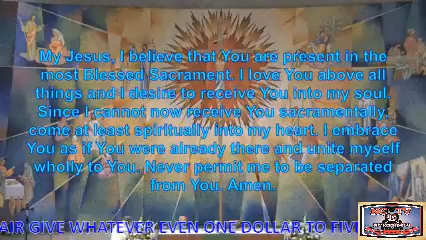 My Jesus, I believe that You are present in the
most Blessed Sacrament. I love You above all
things and I desire to receive You into my soul.
Since I cannot now receive You sacramentally,
come at least spiritually into my heart. I embrace
You as if You were already there and unite myself
wholly to You. Never permit me to be separated
from You. Amen.
AIR GIVE WHATEVER EVEN ONE DOLLAR TO FIV